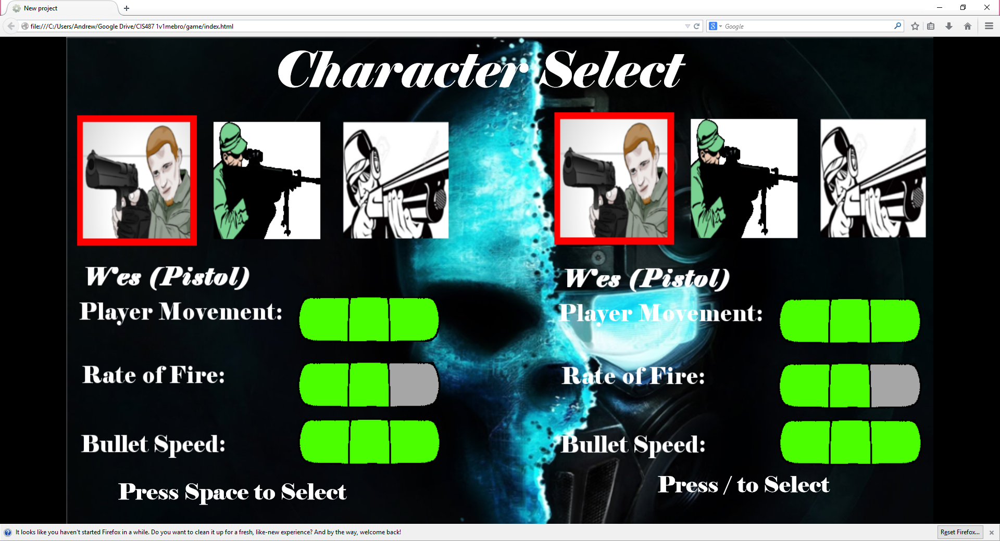 New project
file:///C:/Users/Andrew/Google Drive/CIS487 1v1mebro/game/index.html
Google
Character Select
Wes (Pistol)
Player Movement:
Rate of Fire:
Bullet Speed:
Press Space to Select
Wes (Pistol)
Player Movement:
Rate of Fire:
Bullet Speed:
Press / to Select
It looks like you haven't started Firefox in a while. Do you want to clean it up for a fresh, like-new experience? And by the way, welcome back!
Reset Firefox...